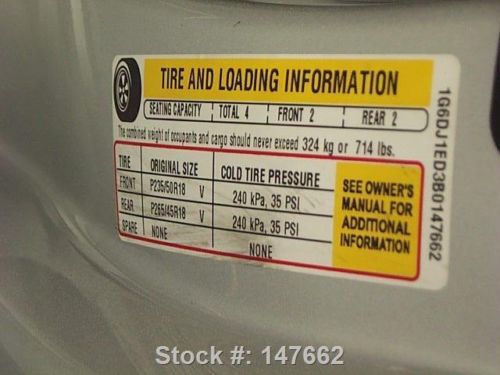 TIRE AND LOADING INFORMATION
SEATING CAPACITY TOTAL 4 FRONT 2 REAR 2
The combined weight of occupants and cargo should never exceed 324 kg or 714 lbs.
TIRE ORIGINAL SIZE COLD TIRE PRESSURE
FRONT P235/50R18 V 240 kPa, 35 PSI
REAR P265/45R18 V 240 kPa, 35 PSI
SPARE NONE NONE
SEE OWNER'S
MANUAL FOR
ADDITIONAL
INFORMATION
1G6DJ1ED3B0147662
Stock #: 147662